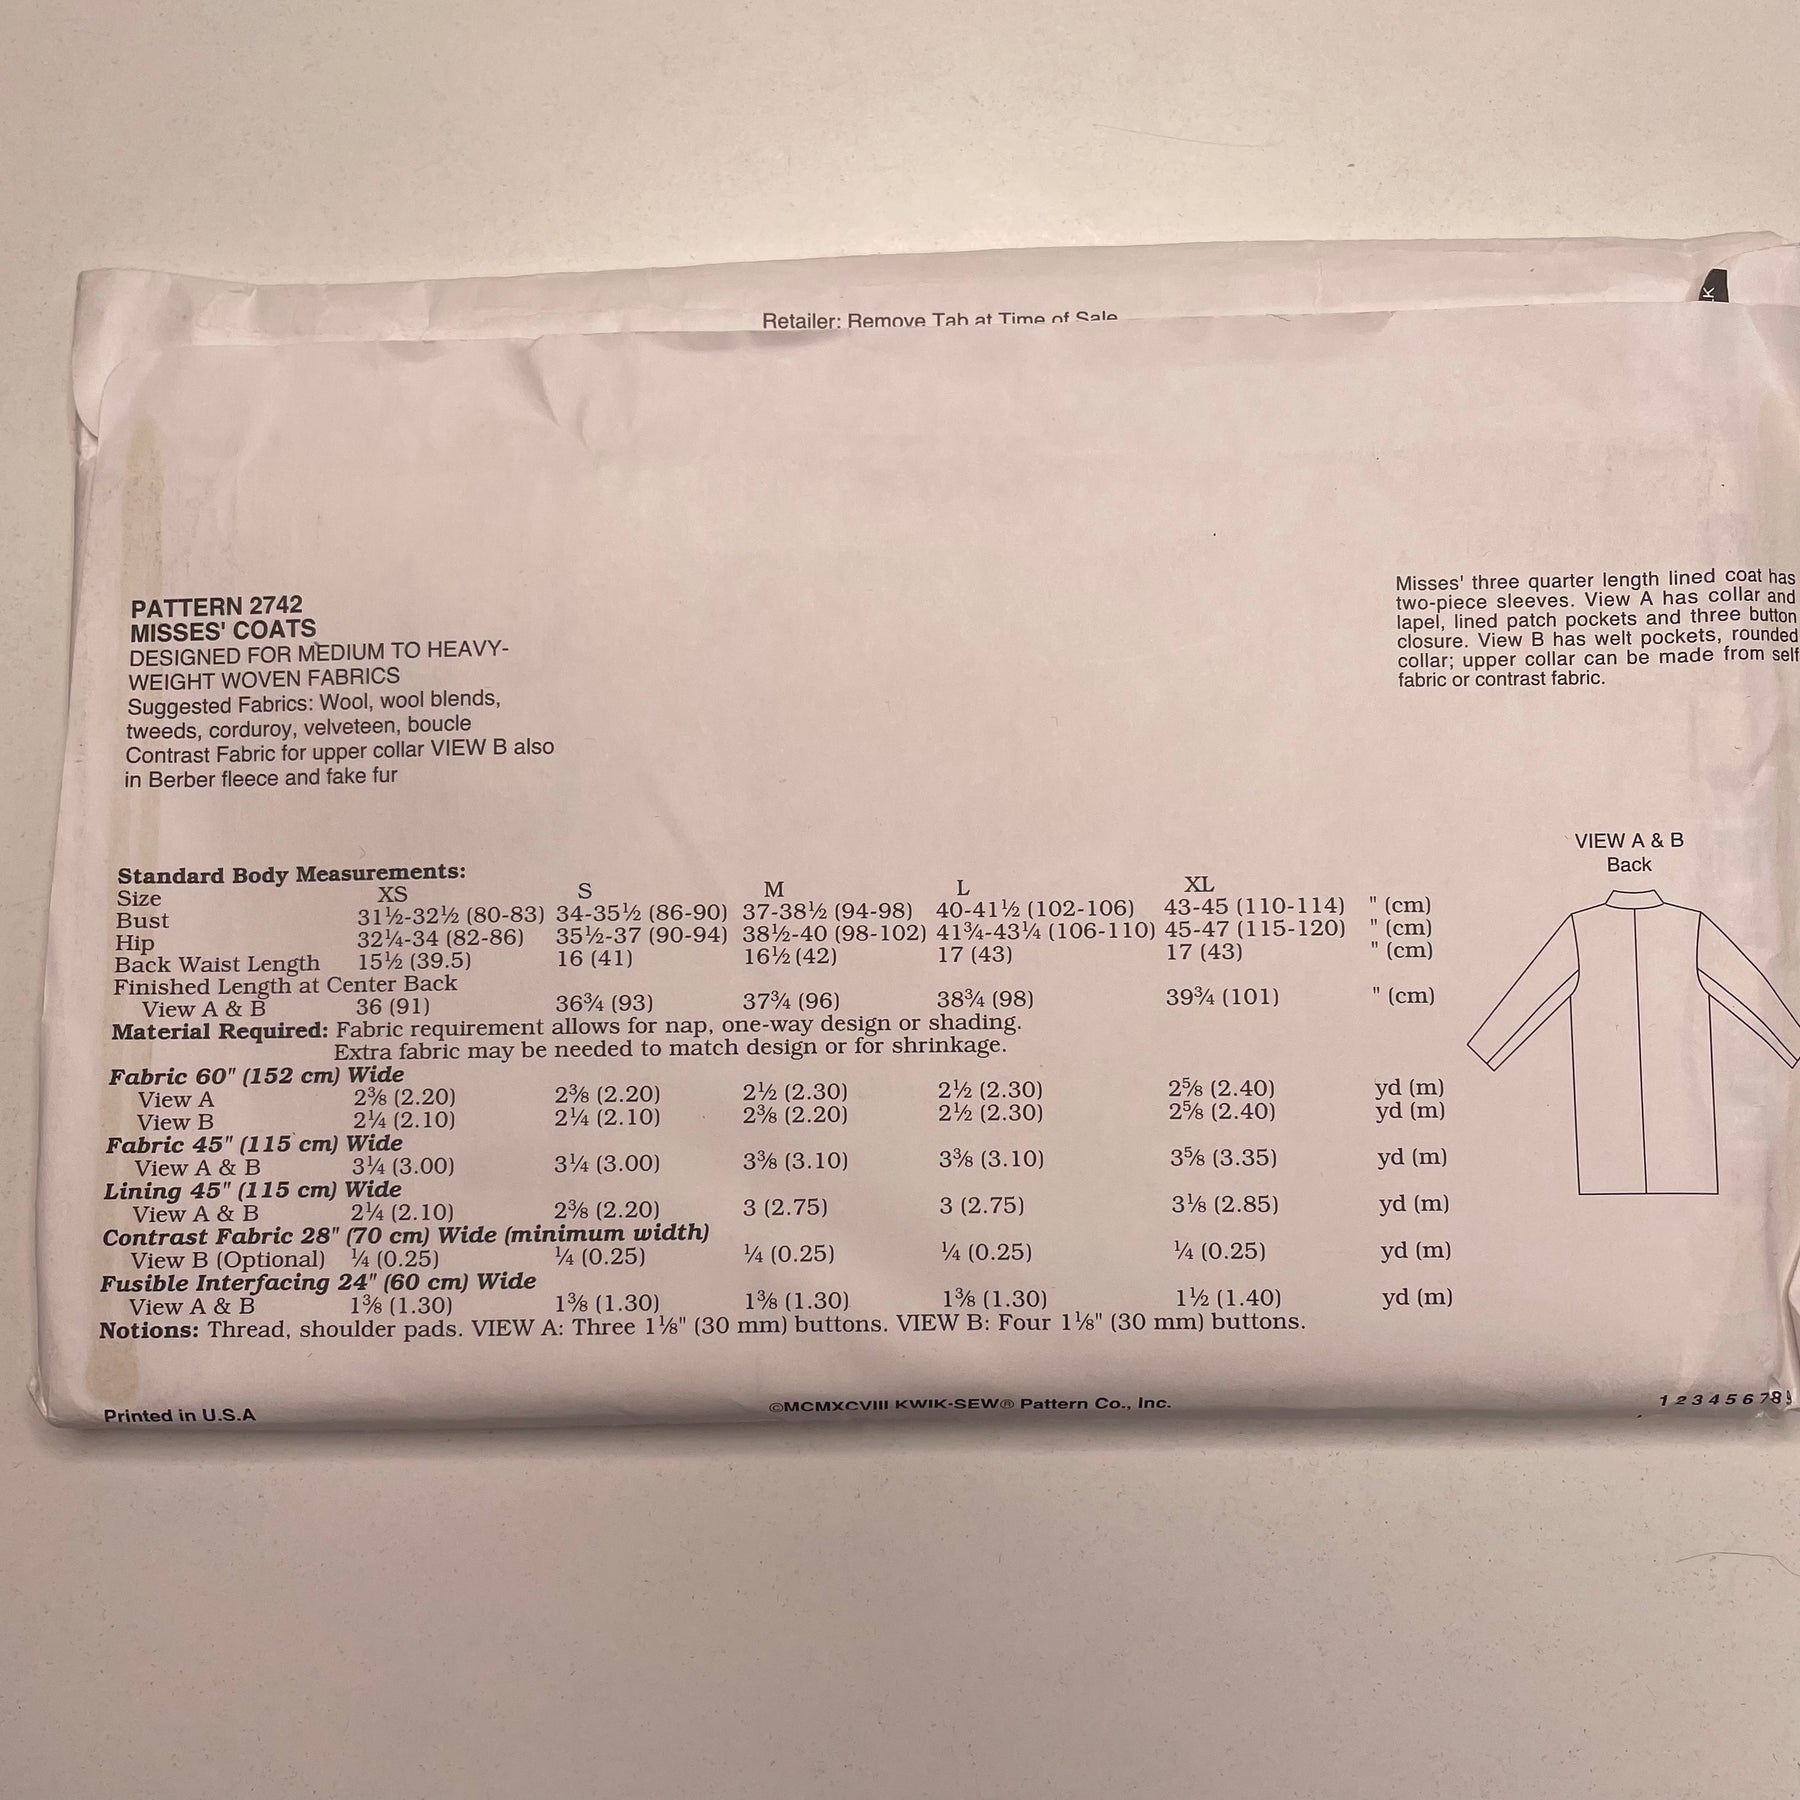 Retailer: Remove Tab at Time of Sale
K
PATTERN 2742
MISSES' COATS
DESIGNED FOR MEDIUM TO HEAVY-
WEIGHT WOVEN FABRICS
Suggested Fabrics: Wool, wool blends,
tweeds, corduroy, velveteen, boucle
Contrast Fabric for upper collar VIEW B also
in Berber fleece and fake fur
Misses' three quarter length lined coat has
two-piece sleeves. View A has collar and
lapel, lined patch pockets and three button
closure. View B has welt pockets, rounded
collar; upper collar can be made from self
fabric or contrast fabric.
VIEW A & B
Back
Standard Body Measurements:
Size XS S M L XL
Bust 31½-32½ (80-83) 34-35½ (86-90) 37-38½ (94-98) 40-41½ (102-106) 43-45 (110-114) " (cm)
Hip 32¼-34 (82-86) 35½-37 (90-94) 38½-40 (98-102) 41¾-43¼ (106-110) 45-47 (115-120) " (cm)
Back Waist Length 15½ (39.5) 16 (41) 16½ (42) 17 (43) 17 (43) " (cm)
Finished Length at Center Back
View A & B 36 (91) 36¾ (93) 37¾ (96) 38¾ (98) 39¾ (101) " (cm)
Material Required: Fabric requirement allows for nap, one-way design or shading.
Extra fabric may be needed to match design or for shrinkage.
Fabric 60" (152 cm) Wide
View A 2⅜ (2.20) 2⅜ (2.20) 2½ (2.30) 2½ (2.30) 2⅝ (2.40) yd (m)
View B 2¼ (2.10) 2¼ (2.10) 2⅜ (2.20) 2½ (2.30) 2⅝ (2.40) yd (m)
Fabric 45" (115 cm) Wide
View A & B 3¼ (3.00) 3¼ (3.00) 3⅜ (3.10) 3⅜ (3.10) 3⅝ (3.35) yd (m)
Lining 45" (115 cm) Wide
View A & B 2¼ (2.10) 2⅜ (2.20) 3 (2.75) 3 (2.75) 3⅛ (2.85) yd (m)
Contrast Fabric 28" (70 cm) Wide (minimum width)
View B (Optional) ¼ (0.25) ¼ (0.25) ¼ (0.25) ¼ (0.25) ¼ (0.25) yd (m)
Fusible Interfacing 24" (60 cm) Wide
View A & B 1⅜ (1.30) 1⅜ (1.30) 1⅜ (1.30) 1⅜ (1.30) 1½ (1.40) yd (m)
Notions: Thread, shoulder pads. VIEW A: Three 1⅛" (30 mm) buttons. VIEW B: Four 1⅛" (30 mm) buttons.
Printed in U.S.A ©MCMXCVIII KWIK-SEW® Pattern Co., Inc. 1 2 3 4 5 6 7 8 9